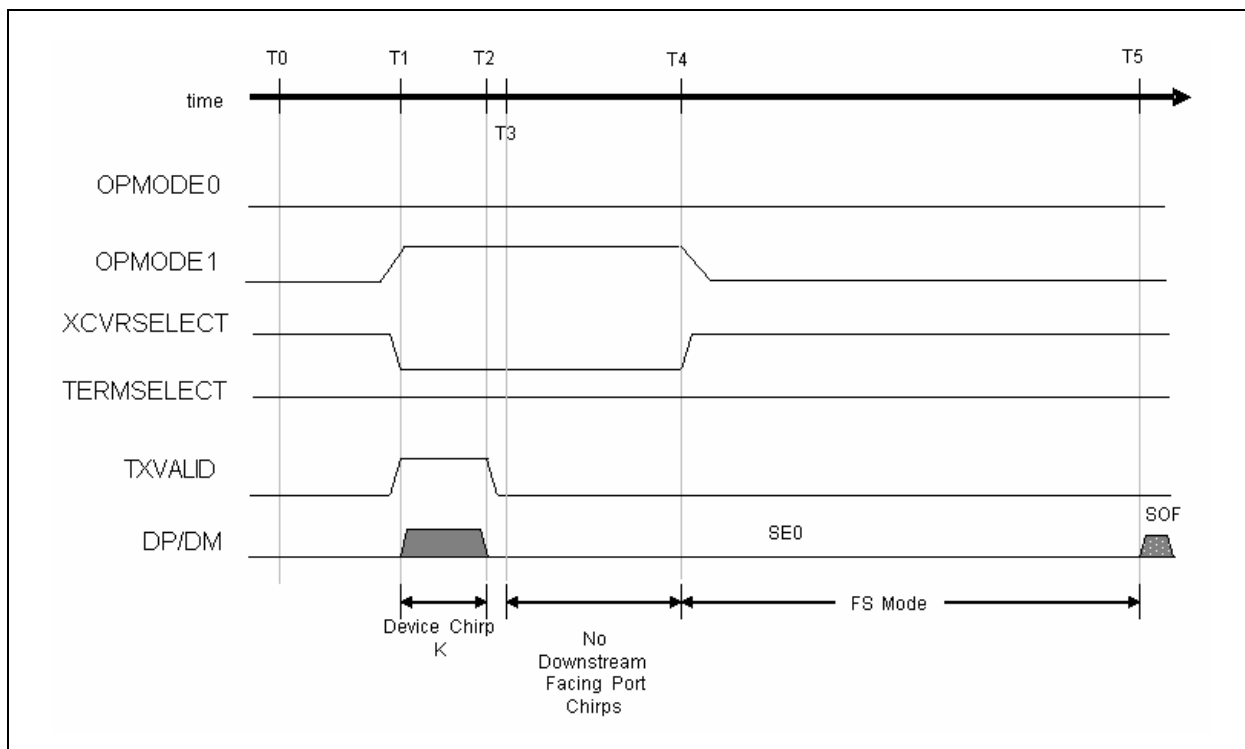 T0 T1 T2 T4 T5
time
T3
OPMODE0
OPMODE1
XCVRSELECT
TERMSELECT
TXVALID
DP/DM
SE0
SOF
Device Chirp
K
No
Downstream
Facing Port
Chirps
FS Mode